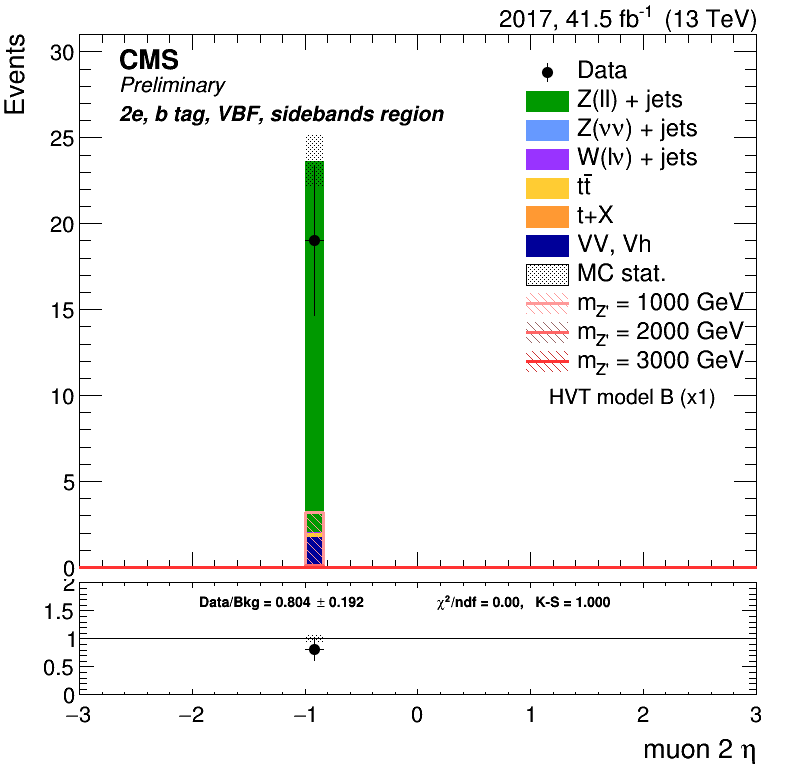 2017, 41.5 fb⁻¹ (13 TeV)
Events
CMS
Preliminary
2e, b tag, VBF, sidebands region
Data
Z(ll) + jets
Z(νν) + jets
W(lν) + jets
tt̄
t+X
VV, Vh
MC stat.
m_Z' = 1000 GeV
m_Z' = 2000 GeV
m_Z' = 3000 GeV
HVT model B (x1)
30
25
20
15
10
5
0
Data/Bkg = 0.804 ± 0.192 χ²/ndf = 0.00, K-S = 1.000
2
1.5
1
0.5
0
−3 −2 −1 0 1 2 3
muon 2 η